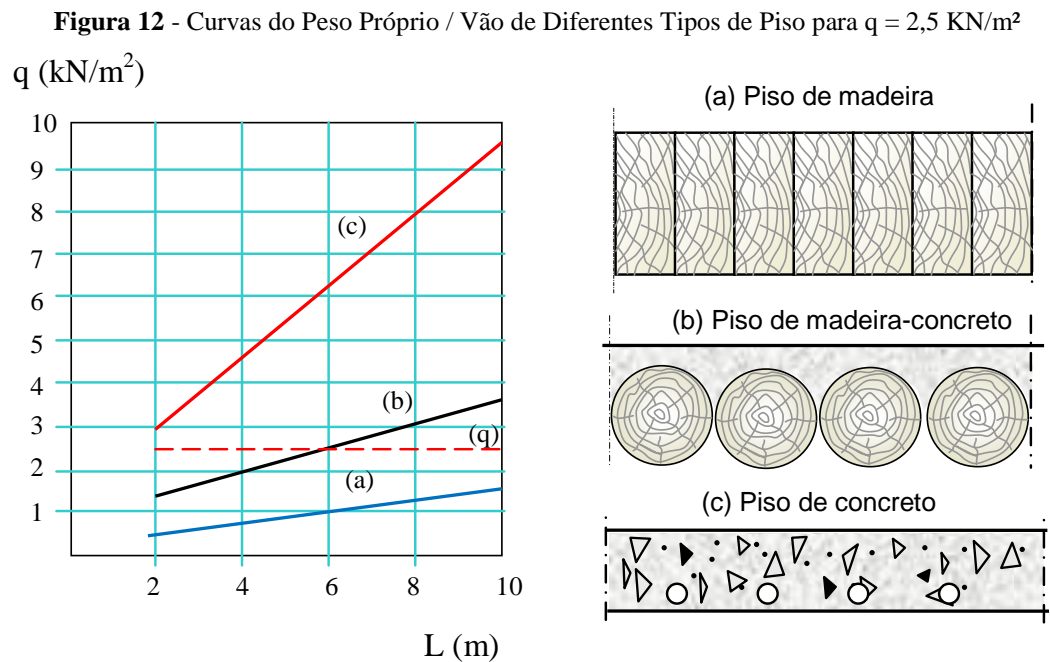 Figura 12 - Curvas do Peso Próprio / Vão de Diferentes Tipos de Piso para q = 2,5 KN/m²
q (kN/m²)
10
9
8
7
6
5
4
3
2
1
(c)
(b)
(q)
(a)
2 4 6 8 10
L (m)
(a) Piso de madeira
(b) Piso de madeira-concreto
(c) Piso de concreto